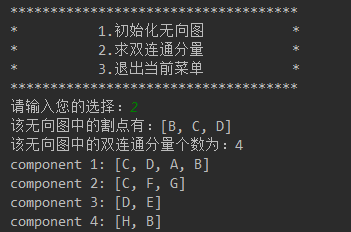 ************************************
* 1.初始化无向图 *
* 2.求双连通分量 *
* 3.退出当前菜单 *
************************************
请输入您的选择：2
该无向图中的割点有：[B, C, D]
该无向图中的双连通分量个数为：4
component 1: [C, D, A, B]
component 2: [C, F, G]
component 3: [D, E]
component 4: [H, B]